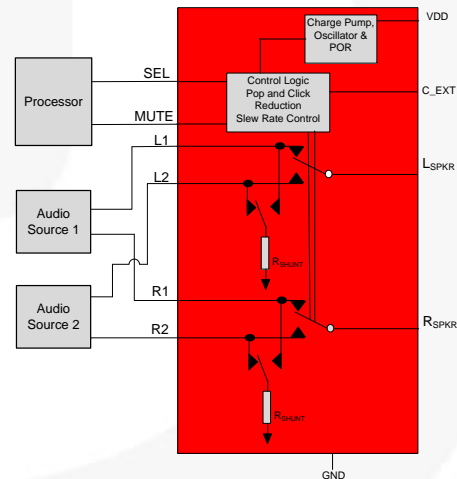 Charge Pump,
Oscillator &
POR
VDD
SEL
Processor
Control Logic
Pop and Click
Reduction
Slew Rate Control
C_EXT
MUTE
L1
LSPKR
L2
Audio
Source 1
RSHUNT
R1
Audio
Source 2
R2
RSPKR
RSHUNT
GND